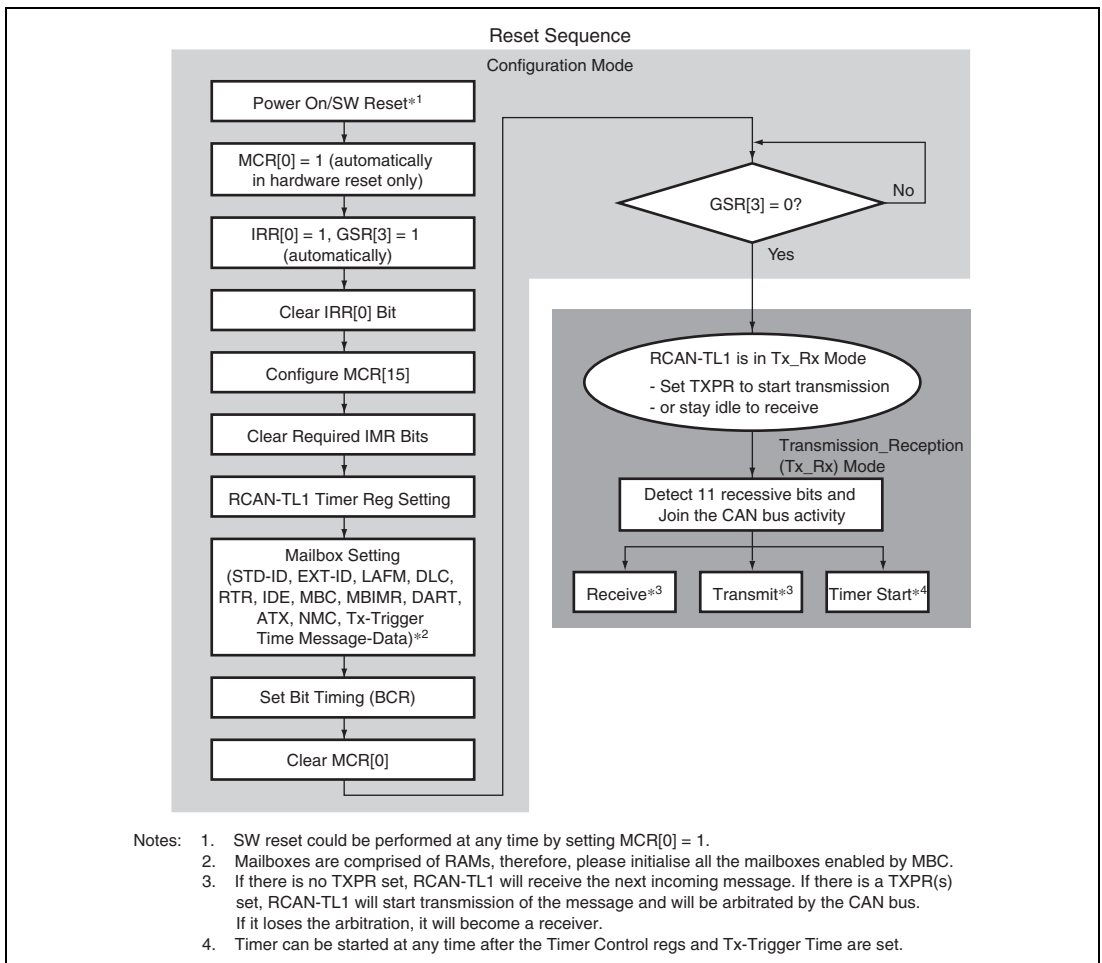 Reset Sequence
Configuration Mode
Power On/SW Reset*1
MCR[0] = 1 (automatically
in hardware reset only)
IRR[0] = 1, GSR[3] = 1
(automatically)
Clear IRR[0] Bit
Configure MCR[15]
Clear Required IMR Bits
RCAN-TL1 Timer Reg Setting
Mailbox Setting
(STD-ID, EXT-ID, LAFM, DLC,
RTR, IDE, MBC, MBIMR, DART,
ATX, NMC, Tx-Trigger
Time Message-Data)*2
Set Bit Timing (BCR)
Clear MCR[0]
GSR[3] = 0?
No
Yes
RCAN-TL1 is in Tx_Rx Mode
- Set TXPR to start transmission
- or stay idle to receive
Transmission_Reception
(Tx_Rx) Mode
Detect 11 recessive bits and
Join the CAN bus activity
Receive*3
Transmit*3
Timer Start*4
Notes: 1. SW reset could be performed at any time by setting MCR[0] = 1.
2. Mailboxes are comprised of RAMs, therefore, please initialise all the mailboxes enabled by MBC.
3. If there is no TXPR set, RCAN-TL1 will receive the next incoming message. If there is a TXPR(s)
set, RCAN-TL1 will start transmission of the message and will be arbitrated by the CAN bus.
If it loses the arbitration, it will become a receiver.
4. Timer can be started at any time after the Timer Control regs and Tx-Trigger Time are set.